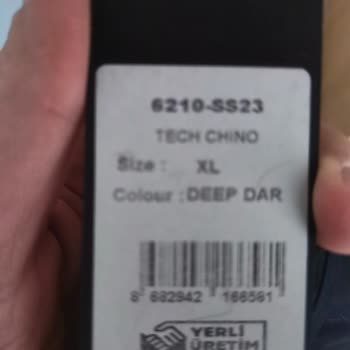 6210-SS23
TECH CHINO
Size : XL
Colour : DEEP DAR
8 682942 166561
YERLİ
ÜRETİM